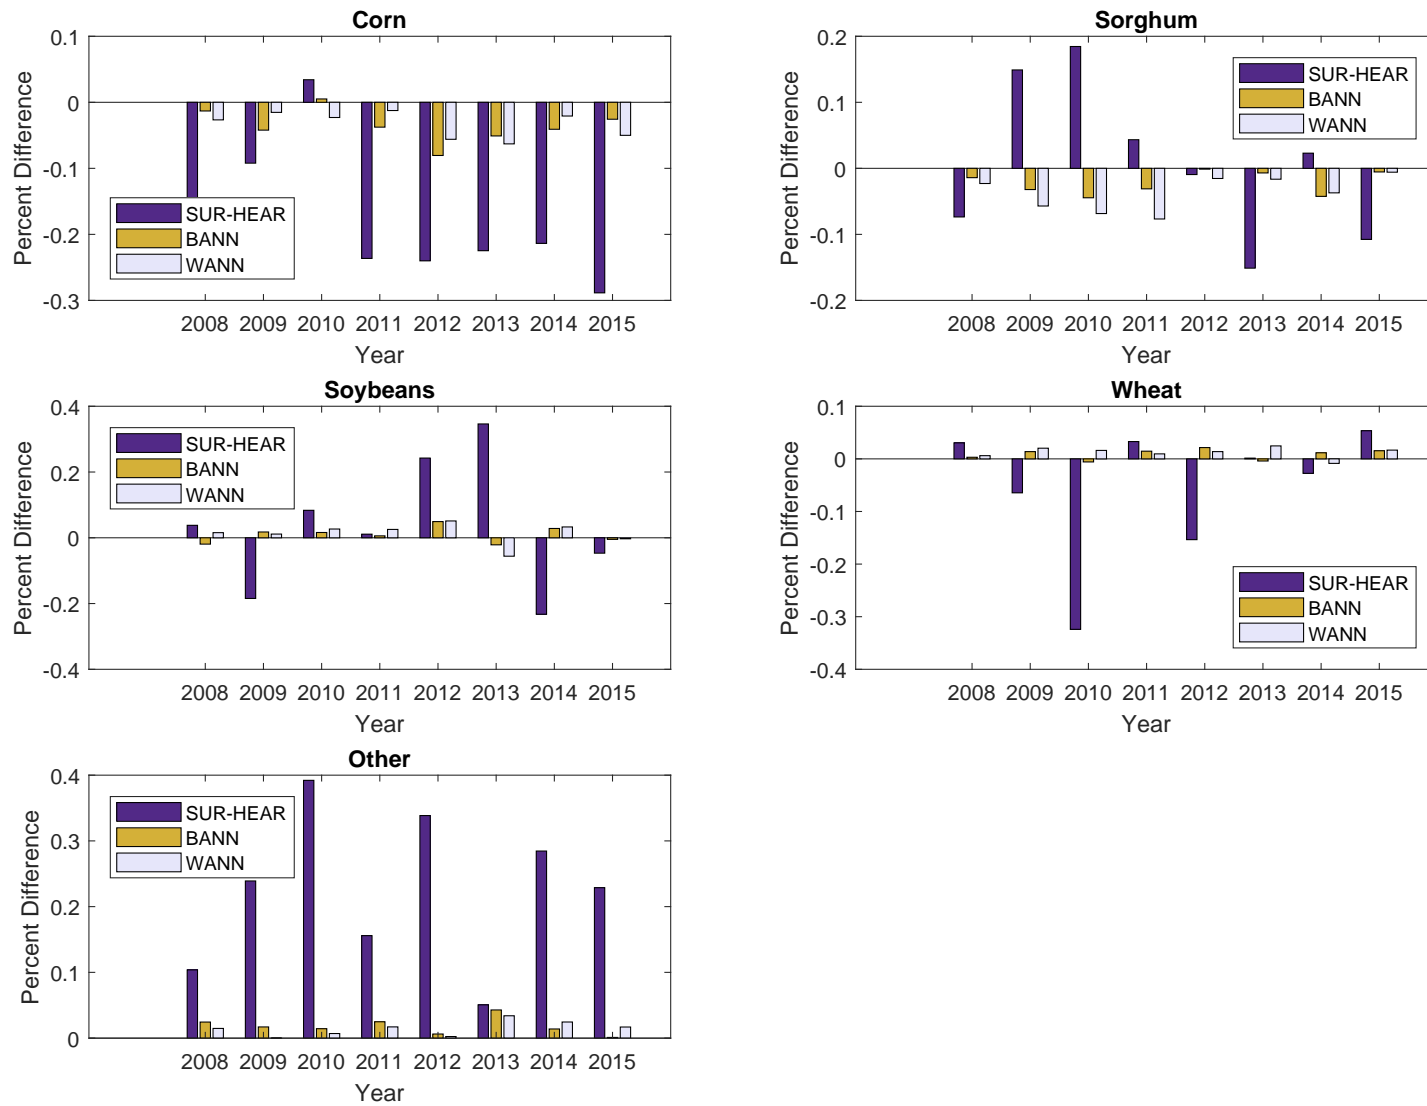 Corn
Percent Difference
0.1
0
-0.1
-0.2
-0.3
SUR-HEAR
BANN
WANN
2008 2009 2010 2011 2012 2013 2014 2015
Year
Sorghum
Percent Difference
0.2
0.1
0
-0.1
-0.2
SUR-HEAR
BANN
WANN
2008 2009 2010 2011 2012 2013 2014 2015
Year
Soybeans
Percent Difference
0.4
0.2
0
-0.2
-0.4
SUR-HEAR
BANN
WANN
2008 2009 2010 2011 2012 2013 2014 2015
Year
Wheat
Percent Difference
0.1
0
-0.1
-0.2
-0.3
-0.4
SUR-HEAR
BANN
WANN
2008 2009 2010 2011 2012 2013 2014 2015
Year
Other
Percent Difference
0.4
0.3
0.2
0.1
0
SUR-HEAR
BANN
WANN
2008 2009 2010 2011 2012 2013 2014 2015
Year